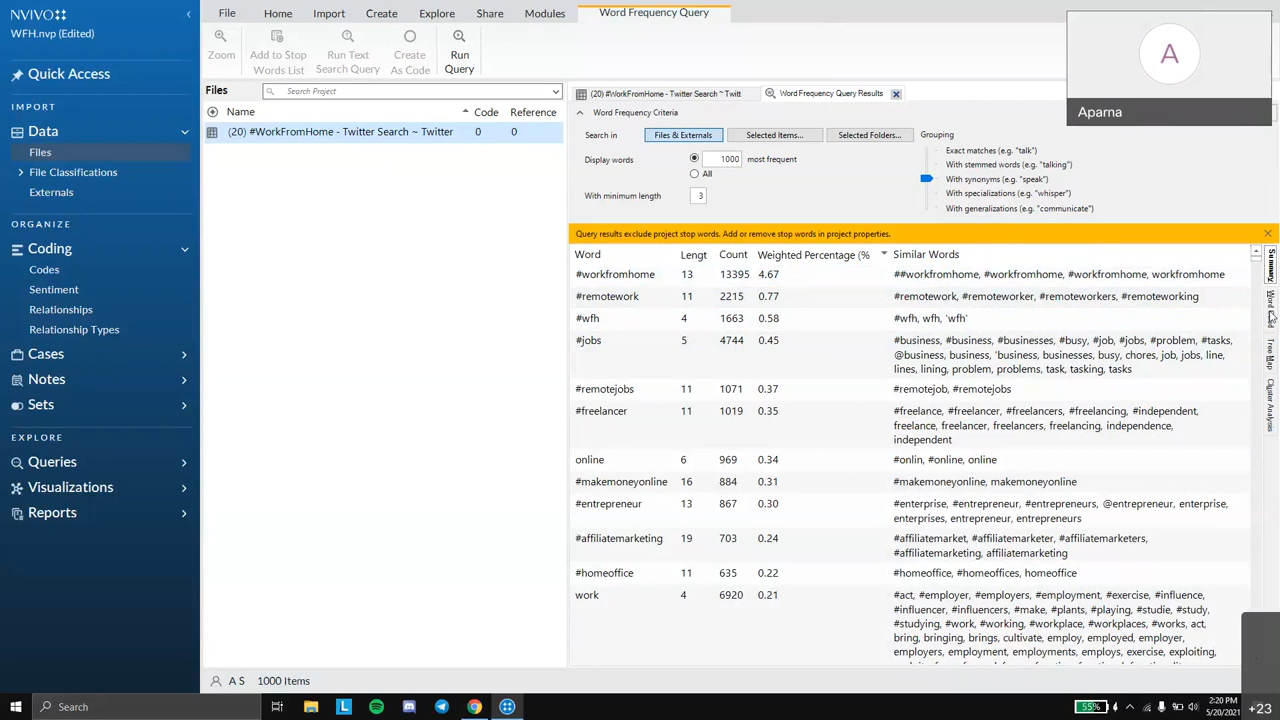 NVIVO
WFH.nvp (Edited)
File Home Import Create Explore Share Modules Word Frequency Query
Zoom
Add to Stop
Words List
Run Text
Search Query
Create
As Code
Run
Query
A
Aparna
Quick Access
IMPORT
Data
Files
File Classifications
Externals
ORGANIZE
Coding
Codes
Sentiment
Relationships
Relationship Types
Cases
Notes
Sets
EXPLORE
Queries
Visualizations
Reports
Files Search Project
Name Code Reference
(20) #WorkFromHome - Twitter Search ~ Twitter 0 0
(20) #WorkFromHome - Twitter Search ~ Twitt Word Frequency Query Results
Word Frequency Criteria
Search in Files & Externals Selected Items... Selected Folders... Grouping
Display words 1000 most frequent
All
With minimum length 3
Exact matches (e.g. "talk")
With stemmed words (e.g. "talking")
With synonyms (e.g. "speak")
With specializations (e.g. "whisper")
With generalizations (e.g. "communicate")
Query results exclude project stop words. Add or remove stop words in project properties.
Word Lengt Count Weighted Percentage (% Similar Words
#workfromhome 13 13395 4.67 ##workfromhome, #workfromhome, #workfromhome, workfromhome
#remotework 11 2215 0.77 #remotework, #remoteworker, #remoteworkers, #remoteworking
#wfh 4 1663 0.58 #wfh, wfh, 'wfh'
#jobs 5 4744 0.45 #business, #business, #businesses, #busy, #job, #jobs, #problem, #tasks,
@business, business, 'business, businesses, busy, chores, job, jobs, line,
lines, lining, problem, problems, task, tasking, tasks
#remotejobs 11 1071 0.37 #remotejob, #remotejobs
#freelancer 11 1019 0.35 #freelance, #freelancer, #freelancers, #freelancing, #independent,
freelance, freelancer, freelancers, freelancing, independence,
independent
online 6 969 0.34 #onlin, #online, online
#makemoneyonline 16 884 0.31 #makemoneyonline, makemoneyonline
#entrepreneur 13 867 0.30 #enterprise, #entrepreneur, #entrepreneurs, @entrepreneur, enterprise,
enterprises, entrepreneur, entrepreneurs
#affiliatemarketing 19 703 0.24 #affiliatemarket, #affiliatemarketer, #affiliatemarketers,
#affiliatemarketing, affiliatemarketing
#homeoffice 11 635 0.22 #homeoffice, #homeoffices, homeoffice
work 4 6920 0.21 #act, #employer, #employers, #employment, #exercise, #influence,
#influencer, #influencers, #make, #plants, #playing, #studie, #study,
#studying, #work, #working, #workplace, #workplaces, #works, act,
bring, bringing, brings, cultivate, employ, employed, employer,
employers, employment, employments, employs, exercise, exploiting,
Summary
Word
Tree Map
Cluster Analysis
A S 1000 Items
Search
L
55%
2:20 PM
5/20/2021
+23